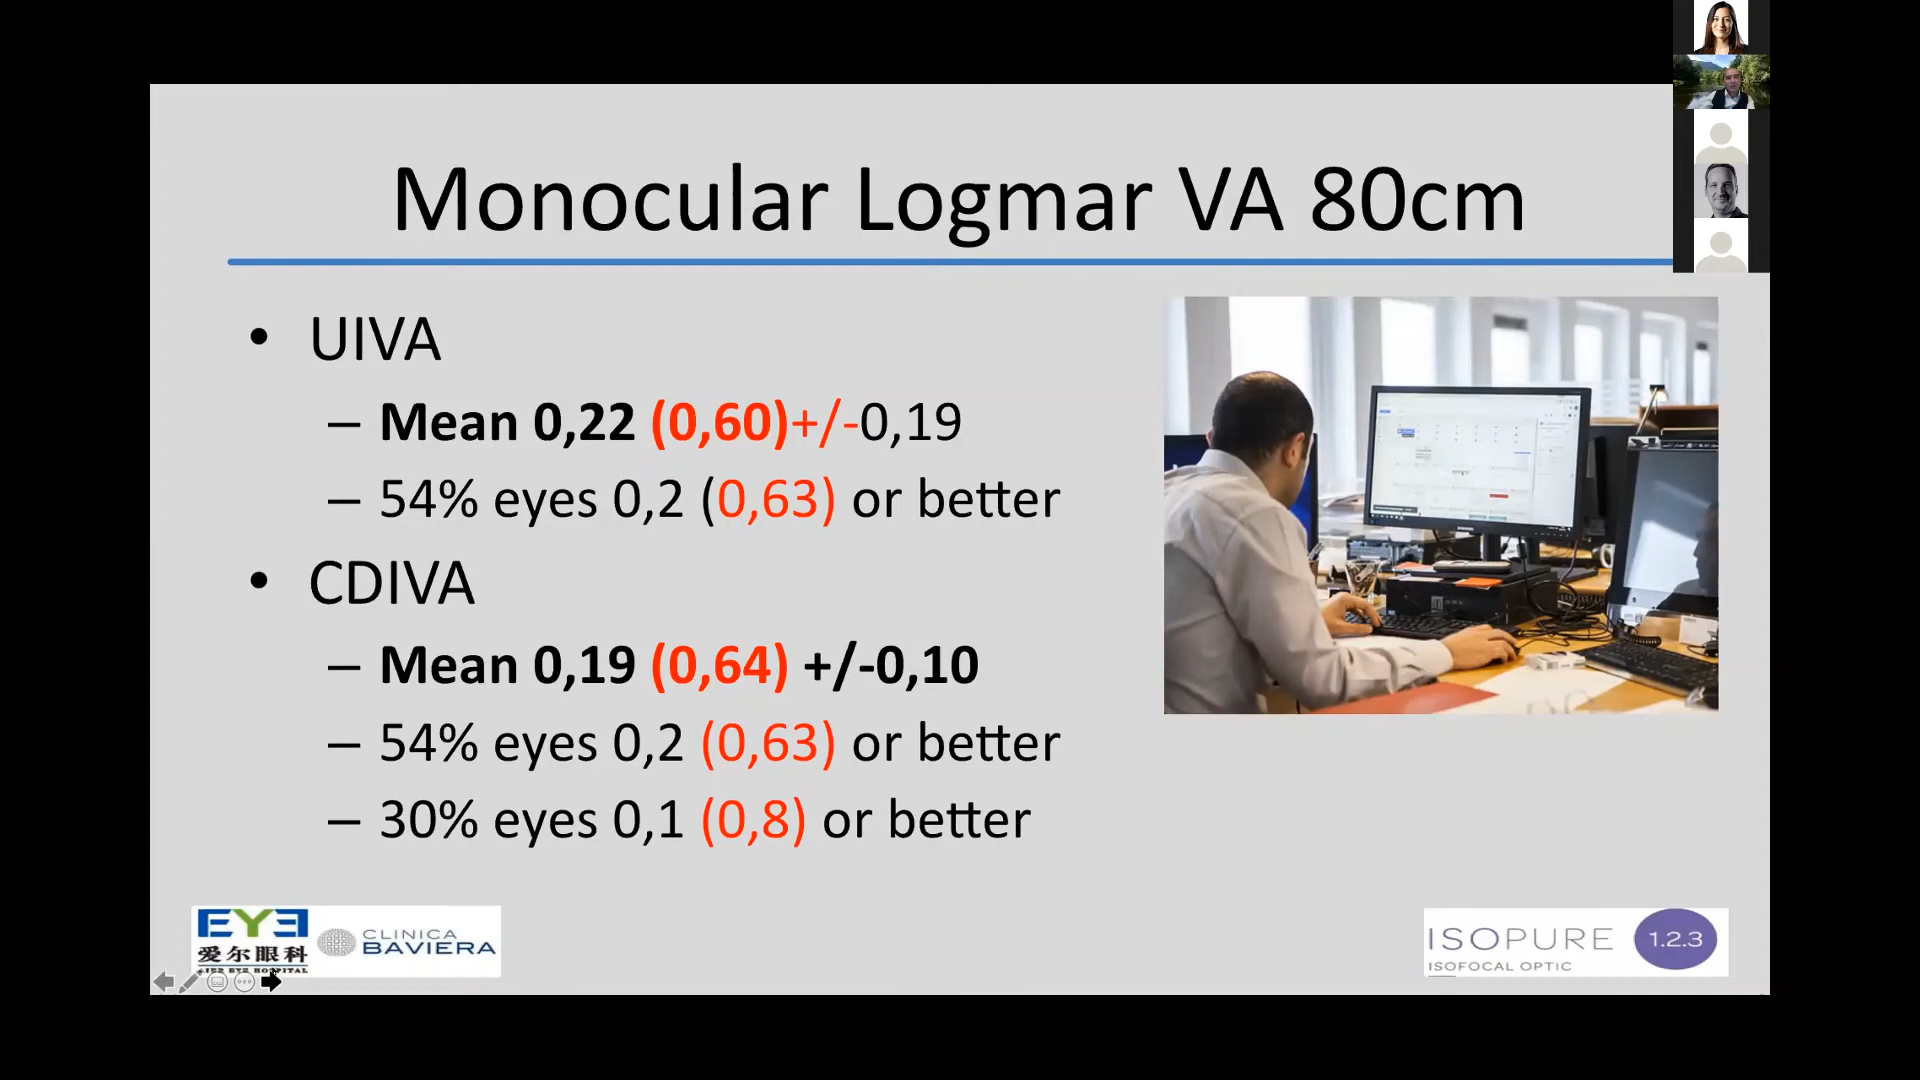 Monocular Logmar VA 80cm
• UIVA
– Mean 0,22 (0,60)+/-0,19
– 54% eyes 0,2 (0,63) or better
• CDIVA
– Mean 0,19 (0,64) +/-0,10
– 54% eyes 0,2 (0,63) or better
– 30% eyes 0,1 (0,8) or better
EYE
爱尔眼科
AIER EYE HOSPITAL
CLINICA
BAVIERA
ISOPURE 1.2.3
ISOFOCAL OPTIC